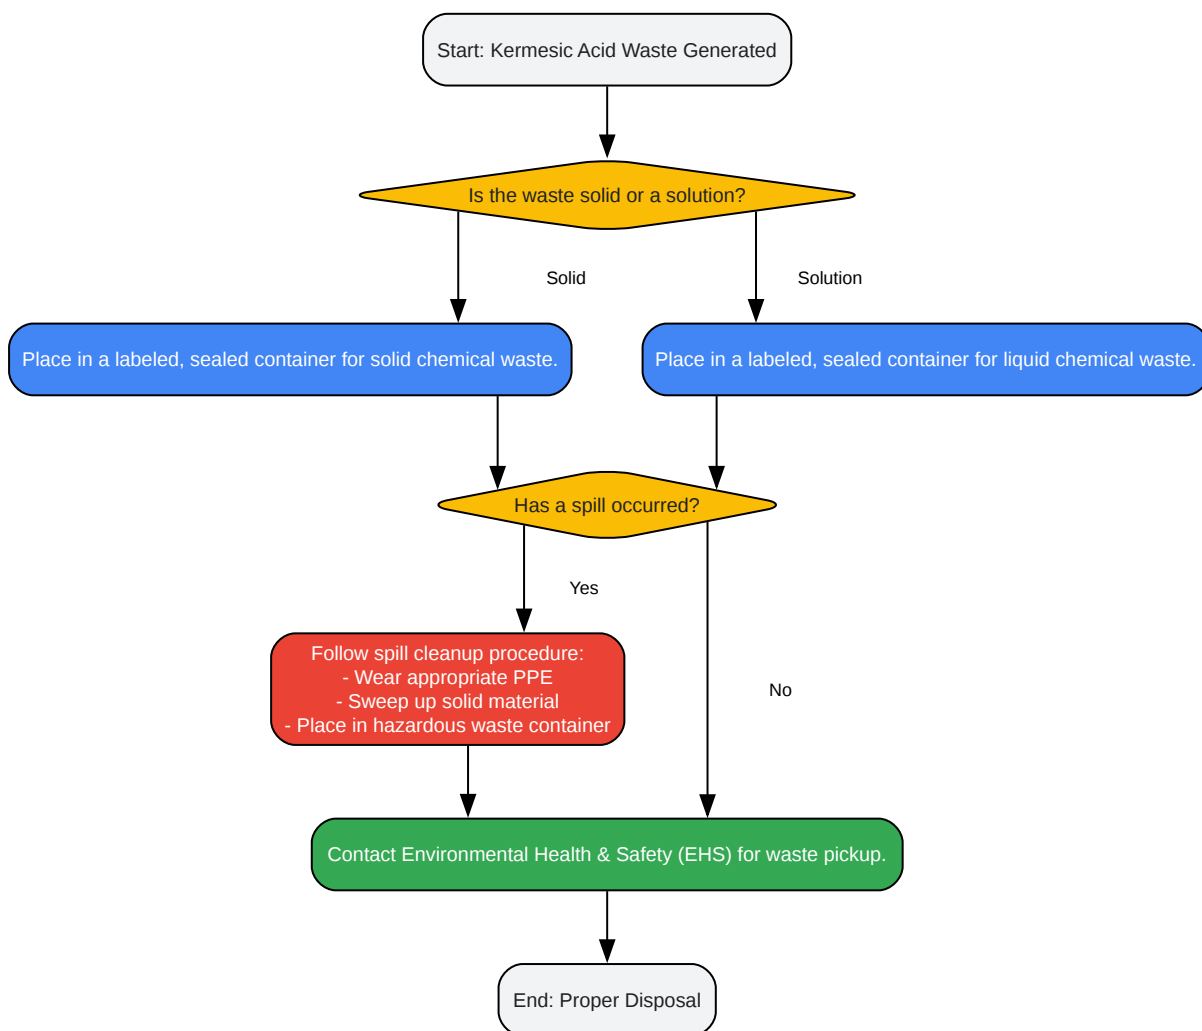 Start: Kermesic Acid Waste Generated
Is the waste solid or a solution?
Solid
Solution
Place in a labeled, sealed container for solid chemical waste.
Place in a labeled, sealed container for liquid chemical waste.
Has a spill occurred?
Yes
Follow spill cleanup procedure:
- Wear appropriate PPE
- Sweep up solid material
- Place in hazardous waste container
No
Contact Environmental Health & Safety (EHS) for waste pickup.
End: Proper Disposal